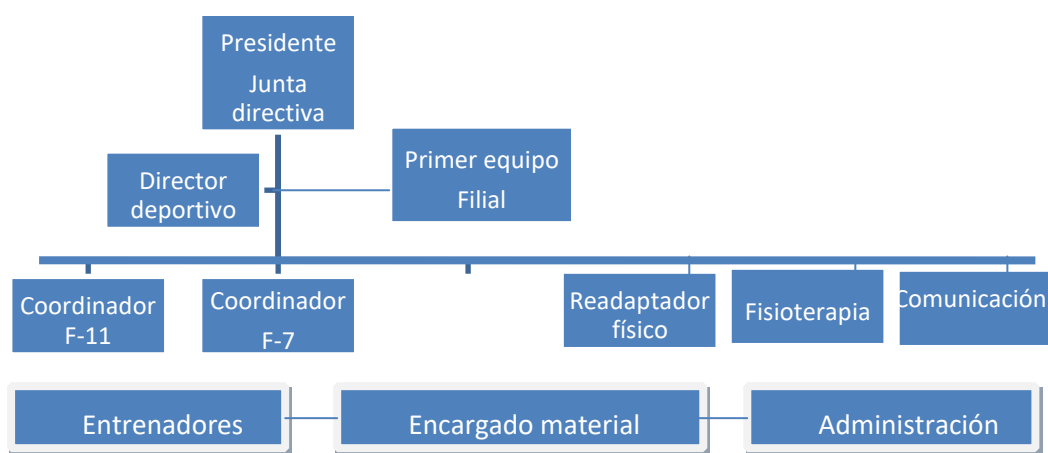 Presidente
Junta
directiva
Director
deportivo
Primer equipo
Filial
Coordinador
F-11
Coordinador
F-7
Readaptador
físico
Fisioterapia
Comunicación
Entrenadores
Encargado material
Administración